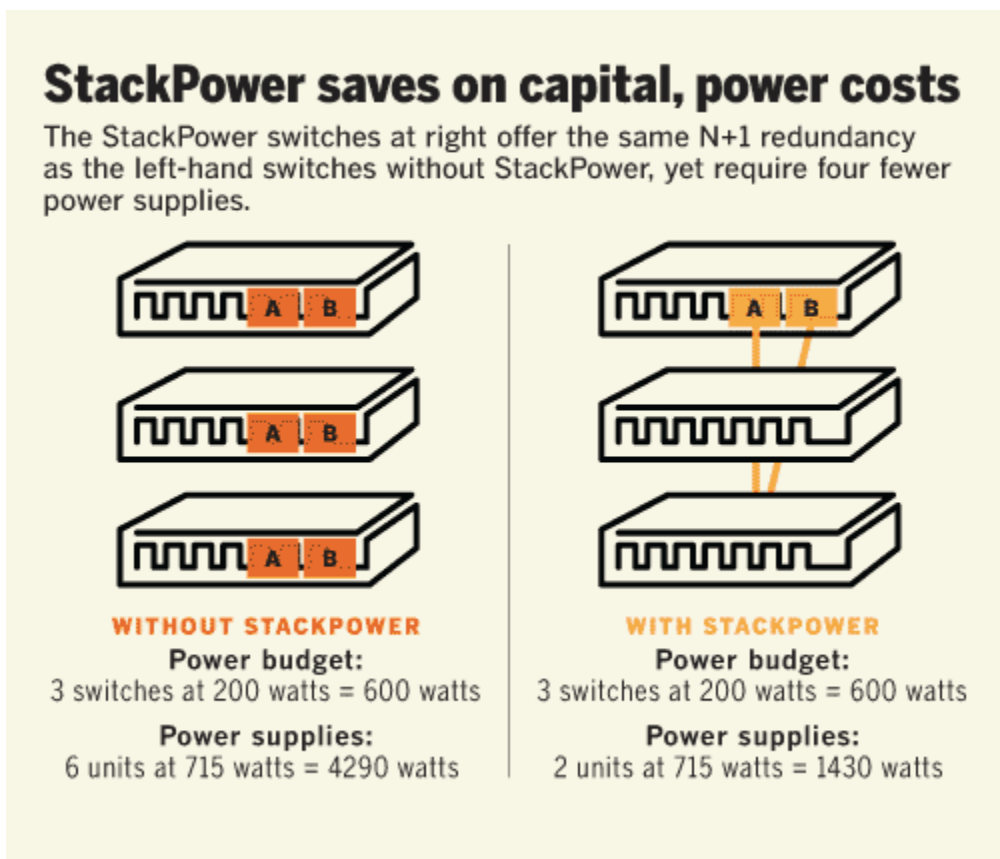 StackPower saves on capital, power costs
The StackPower switches at right offer the same N+1 redundancy
as the left-hand switches without StackPower, yet require four fewer
power supplies.
A B
A B
A B
WITHOUT STACKPOWER
Power budget:
3 switches at 200 watts = 600 watts
Power supplies:
6 units at 715 watts = 4290 watts
A B
WITH STACKPOWER
Power budget:
3 switches at 200 watts = 600 watts
Power supplies:
2 units at 715 watts = 1430 watts